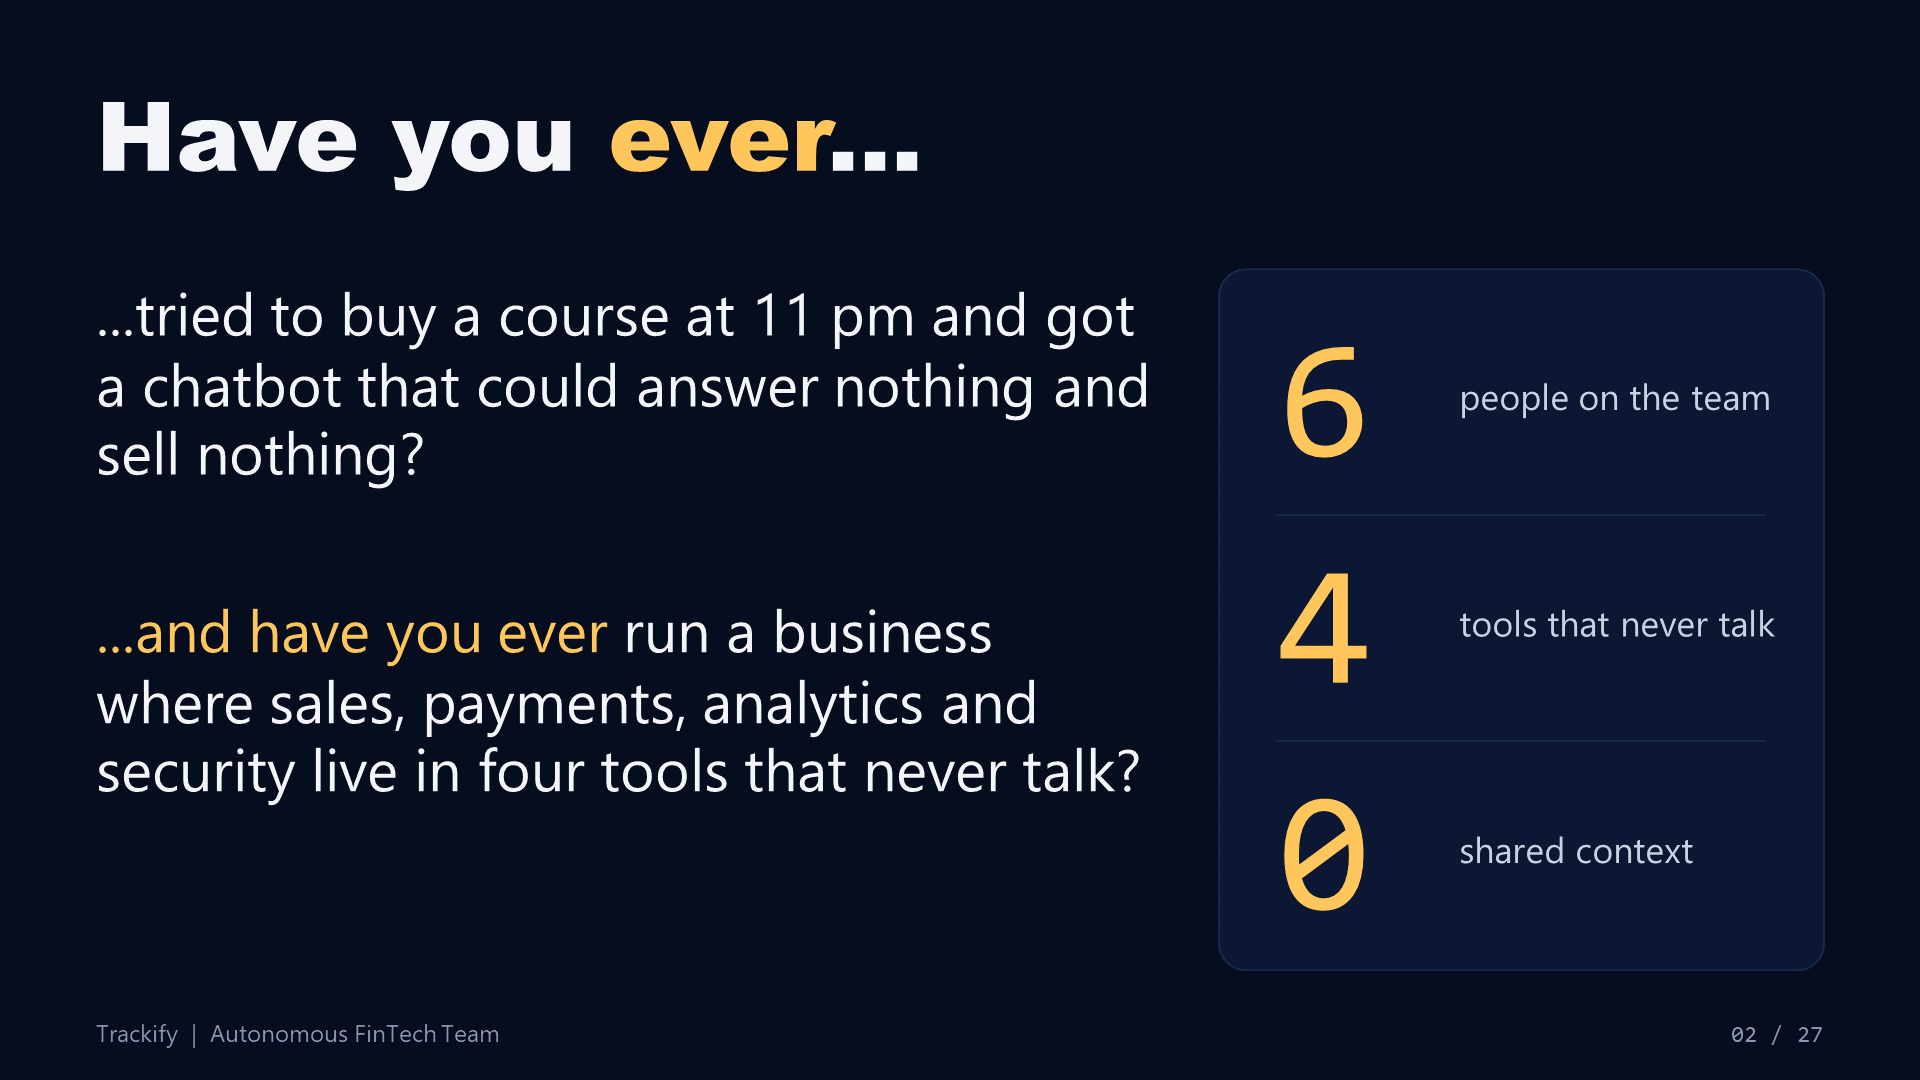 Have you ever...
...tried to buy a course at 11 pm and got
a chatbot that could answer nothing and
sell nothing?
...and have you ever run a business
where sales, payments, analytics and
security live in four tools that never talk?
6 people on the team
4 tools that never talk
0 shared context
Trackify | Autonomous FinTech Team
02 / 27